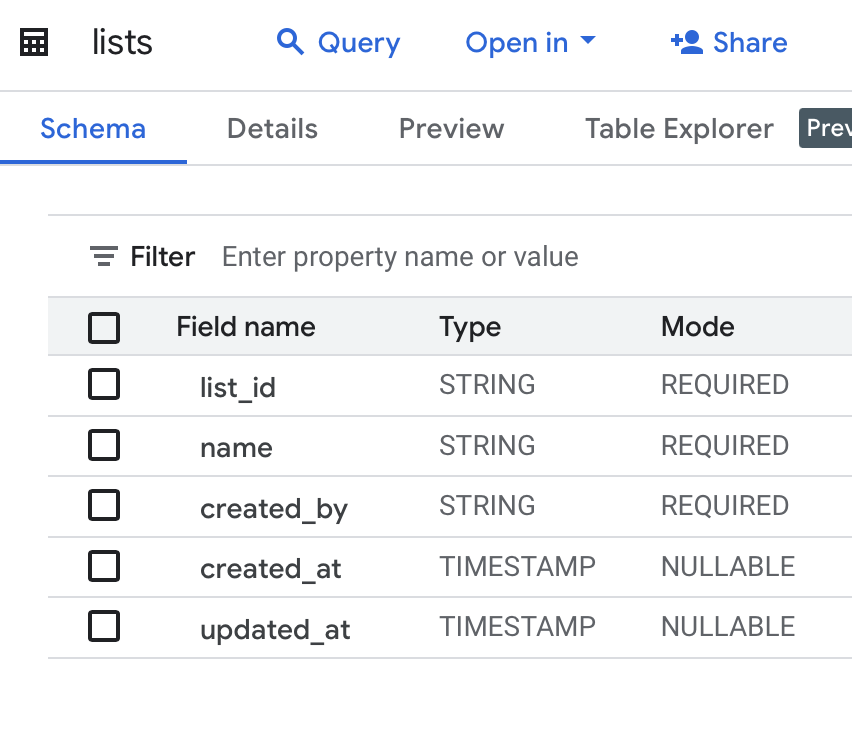 lists Query Open in Share
Schema Details Preview Table Explorer
Filter Enter property name or value
Field name Type Mode
list_id STRING REQUIRED
name STRING REQUIRED
created_by STRING REQUIRED
created_at TIMESTAMP NULLABLE
updated_at TIMESTAMP NULLABLE